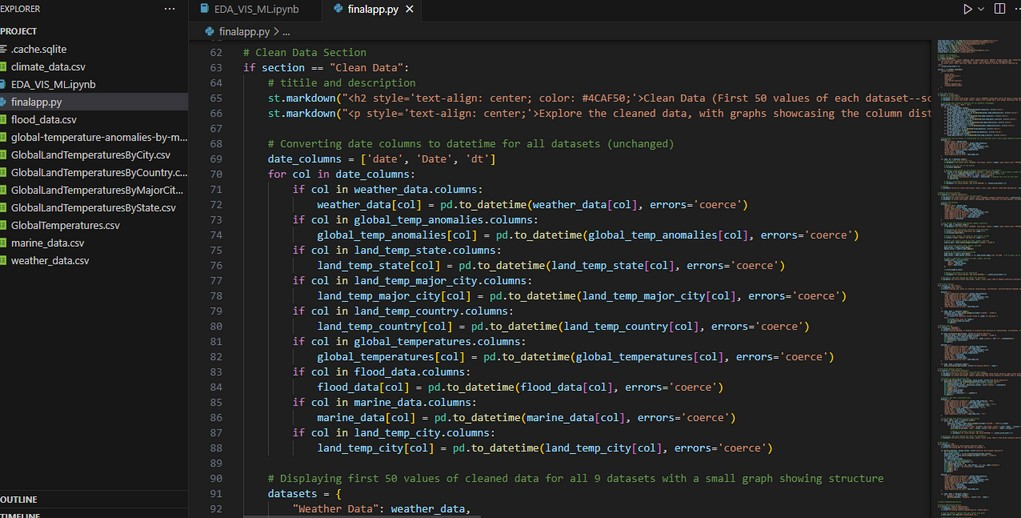 EXPLORER
PROJECT
.cache.sqlite
climate_data.csv
EDA_VIS_ML.ipynb
finalapp.py
flood_data.csv
global-temperature-anomalies-by-m...
GlobalLandTemperaturesByCity.csv
GlobalLandTemperaturesByCountry.c...
GlobalLandTemperaturesByMajorCit...
GlobalLandTemperaturesByState.csv
GlobalTemperatures.csv
marine_data.csv
weather_data.csv
OUTLINE
TIMELINE
EDA_VIS_ML.ipynb
finalapp.py
finalapp.py > ...
62 # Clean Data Section
63 if section == "Clean Data":
64 # titile and description
65 st.markdown("<h2 style='text-align: center; color: #4CAF50;'>Clean Data (First 50 values of each dataset--sc
66 st.markdown("<p style='text-align: center;'>Explore the cleaned data, with graphs showcasing the column dist
67
68 # Converting date columns to datetime for all datasets (unchanged)
69 date_columns = ['date', 'Date', 'dt']
70 for col in date_columns:
71 if col in weather_data.columns:
72 weather_data[col] = pd.to_datetime(weather_data[col], errors='coerce')
73 if col in global_temp_anomalies.columns:
74 global_temp_anomalies[col] = pd.to_datetime(global_temp_anomalies[col], errors='coerce')
75 if col in land_temp_state.columns:
76 land_temp_state[col] = pd.to_datetime(land_temp_state[col], errors='coerce')
77 if col in land_temp_major_city.columns:
78 land_temp_major_city[col] = pd.to_datetime(land_temp_major_city[col], errors='coerce')
79 if col in land_temp_country.columns:
80 land_temp_country[col] = pd.to_datetime(land_temp_country[col], errors='coerce')
81 if col in global_temperatures.columns:
82 global_temperatures[col] = pd.to_datetime(global_temperatures[col], errors='coerce')
83 if col in flood_data.columns:
84 flood_data[col] = pd.to_datetime(flood_data[col], errors='coerce')
85 if col in marine_data.columns:
86 marine_data[col] = pd.to_datetime(marine_data[col], errors='coerce')
87 if col in land_temp_city.columns:
88 land_temp_city[col] = pd.to_datetime(land_temp_city[col], errors='coerce')
89
90 # Displaying first 50 values of cleaned data for all 9 datasets with a small graph showing structure
91 datasets = {
92 "Weather Data": weather_data,